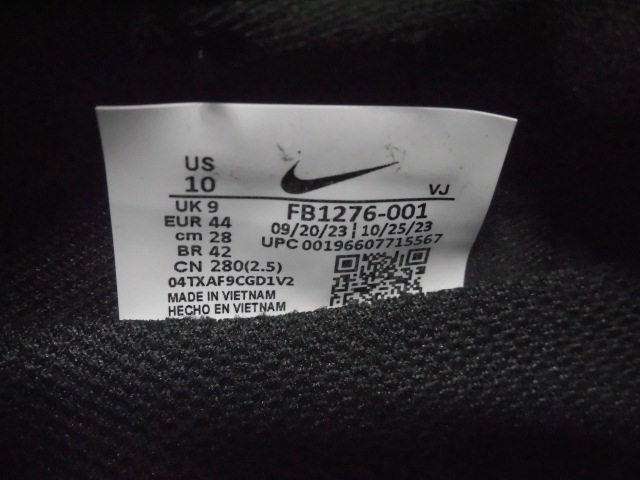 US
10
VJ
UK 9
EUR 44
cm 28
BR 42
CN 280(2.5)
04TXAF9CGD1V2
MADE IN VIETNAM
HECHO EN VIETNAM
FB1276-001
09/20/23 | 10/25/23
UPC 00196607715567